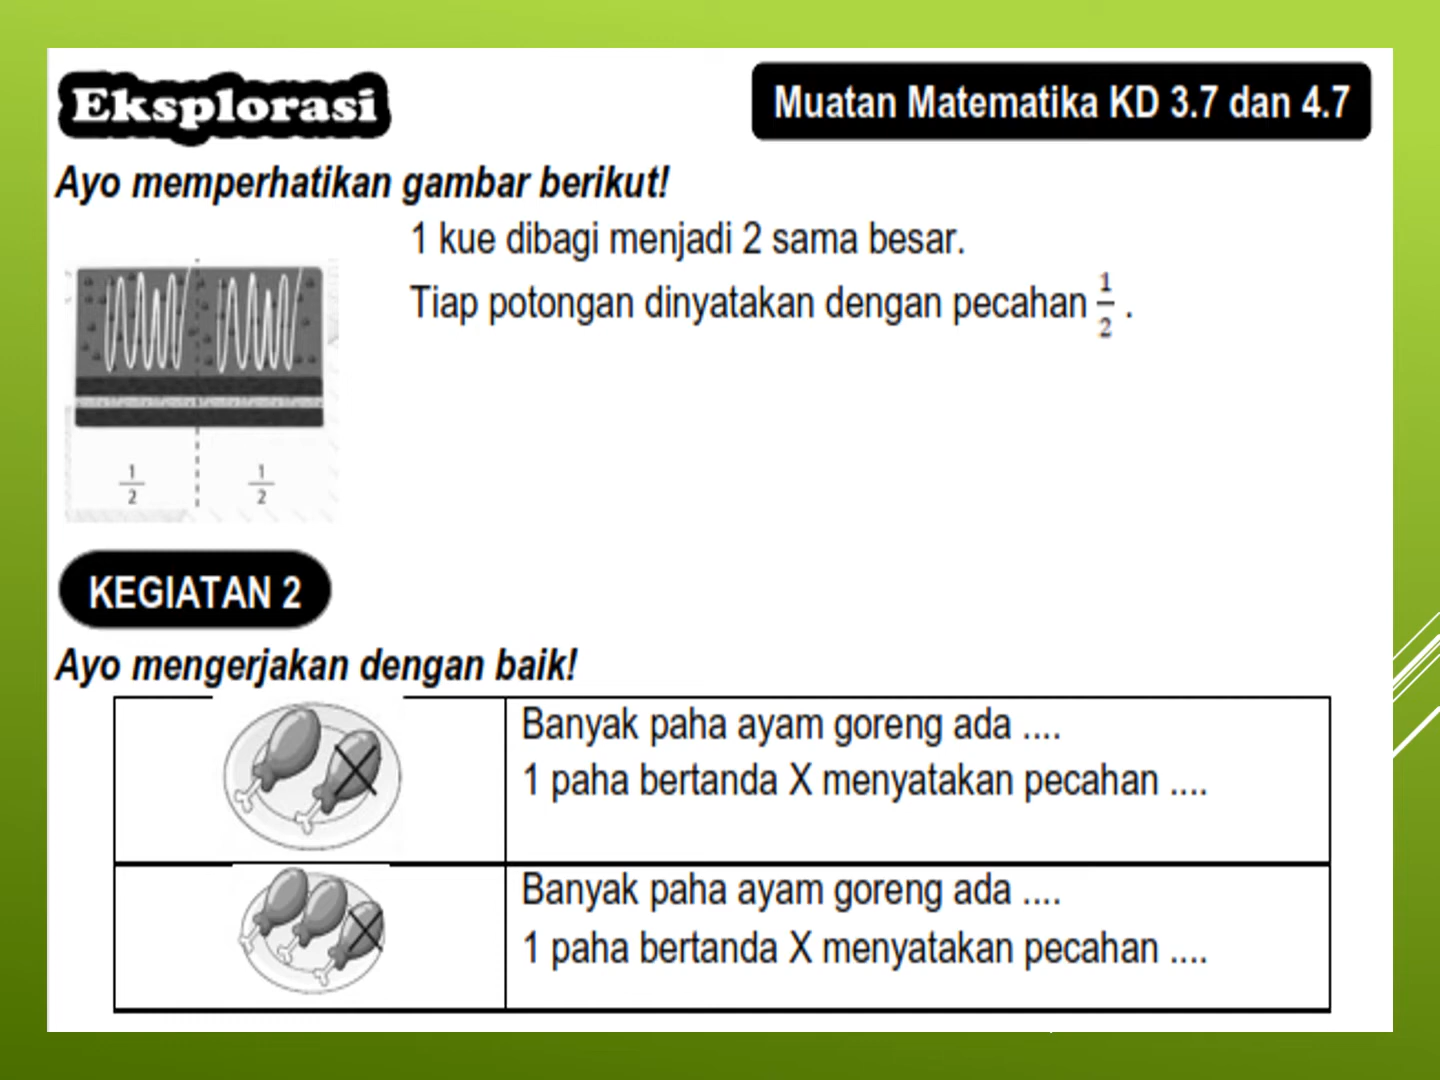 Eksplorasi
Muatan Matematika KD 3.7 dan 4.7
Ayo memperhatikan gambar berikut!
1 kue dibagi menjadi 2 sama besar.
Tiap potongan dinyatakan dengan pecahan 1/2 .
1/2 1/2
KEGIATAN 2
Ayo mengerjakan dengan baik!
Banyak paha ayam goreng ada ....
1 paha bertanda X menyatakan pecahan ....
Banyak paha ayam goreng ada ....
1 paha bertanda X menyatakan pecahan ....